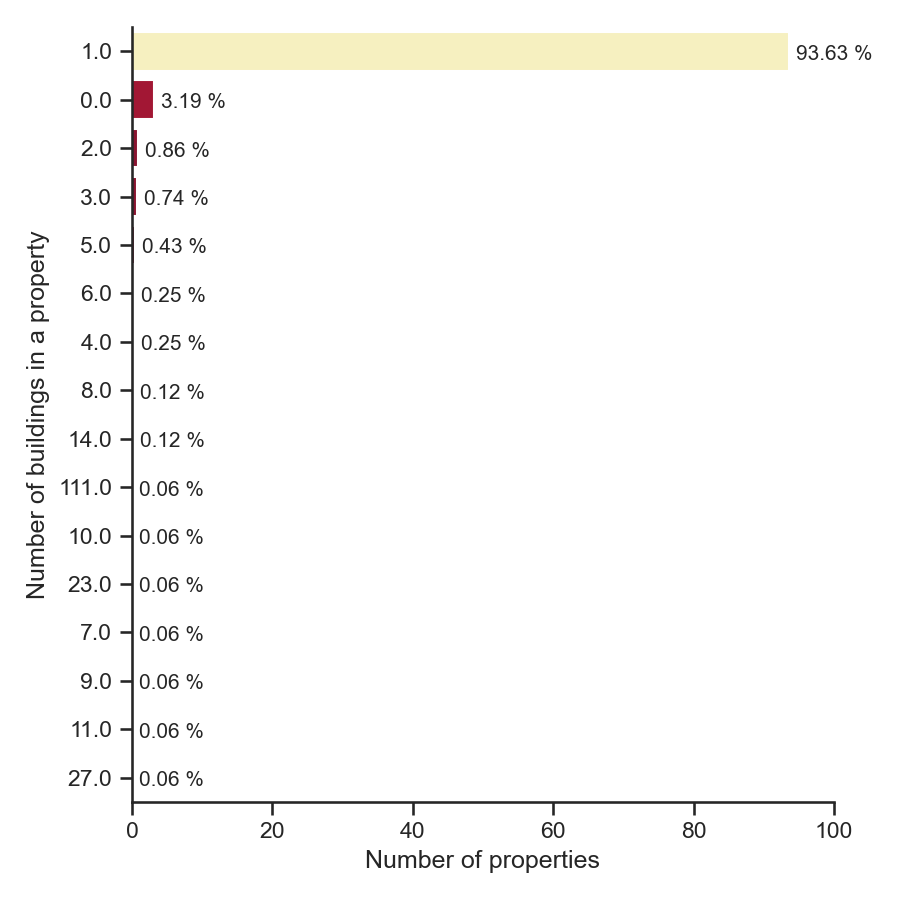 1.0 93.63 %
0.0 3.19 %
2.0 0.86 %
3.0 0.74 %
5.0 0.43 %
6.0 0.25 %
4.0 0.25 %
8.0 0.12 %
14.0 0.12 %
111.0 0.06 %
10.0 0.06 %
23.0 0.06 %
7.0 0.06 %
9.0 0.06 %
11.0 0.06 %
27.0 0.06 %
Number of buildings in a property
0 20 40 60 80 100
Number of properties